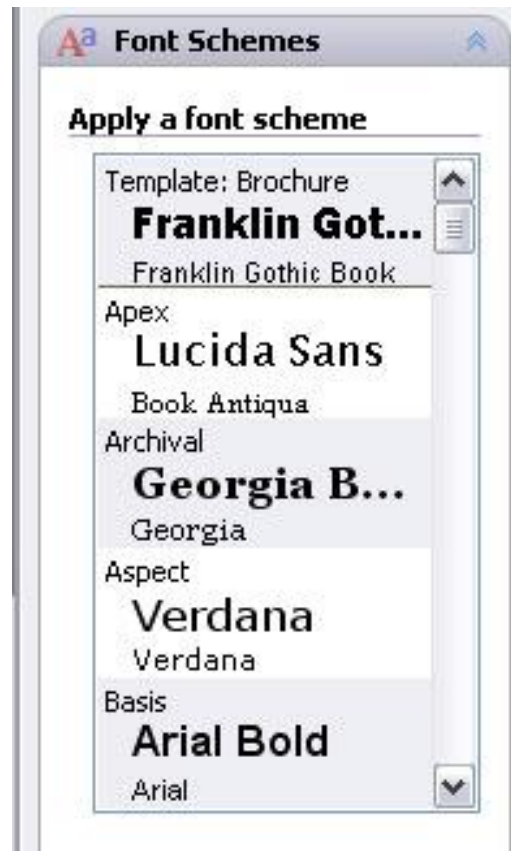 Aa Font Schemes
Apply a font scheme
Template: Brochure
Franklin Got...
Franklin Gothic Book
Apex
Lucida Sans
Book Antiqua
Archival
Georgia B...
Georgia
Aspect
Verdana
Verdana
Basis
Arial Bold
Arial